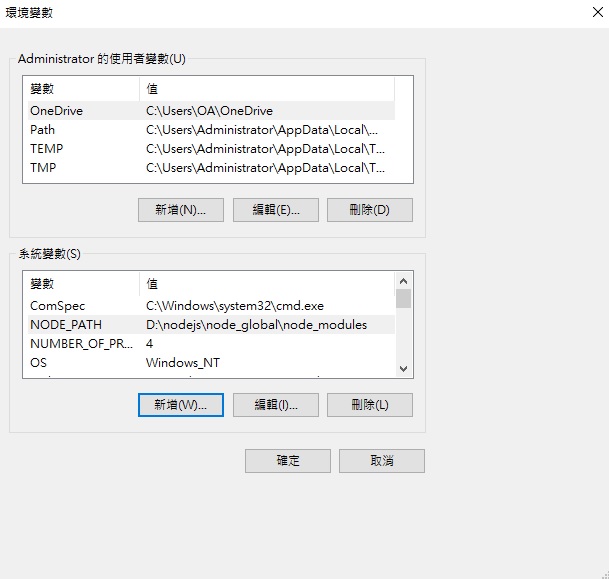 環境變數
Administrator 的使用者變數(U)
變數 值
OneDrive C:\Users\OA\OneDrive
Path C:\Users\Administrator\AppData\Local\...
TEMP C:\Users\Administrator\AppData\Local\T...
TMP C:\Users\Administrator\AppData\Local\T...
新增(N)... 編輯(E)... 刪除(D)
系統變數(S)
變數 值
ComSpec C:\Windows\system32\cmd.exe
NODE_PATH D:\nodejs\node_global\node_modules
NUMBER_OF_PR... 4
OS Windows_NT
新增(W)... 編輯(I)... 刪除(L)
確定 取消